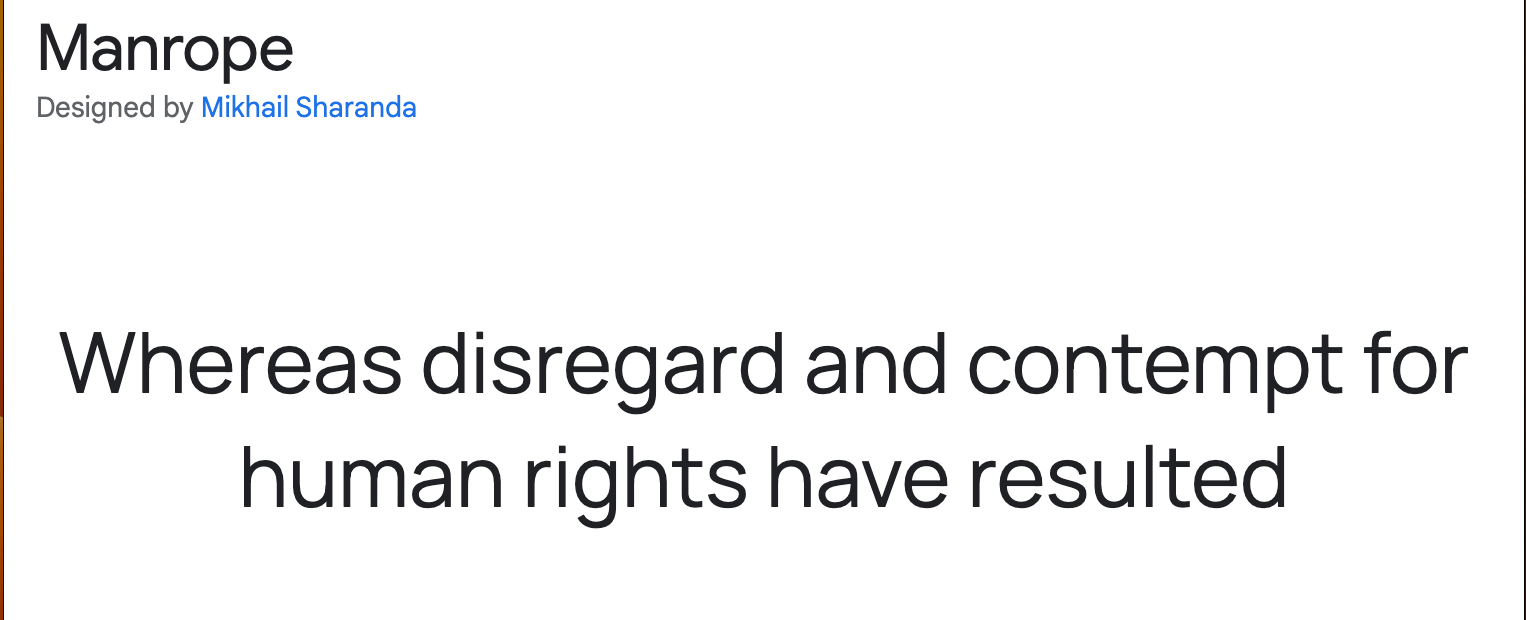 Manrope
Designed by Mikhail Sharanda
Whereas disregard and contempt for
human rights have resulted